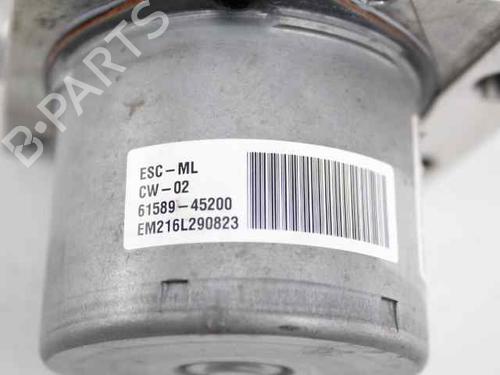 B-PARTS
ESC-ML
CW-02
61589-45200
EM216L290823